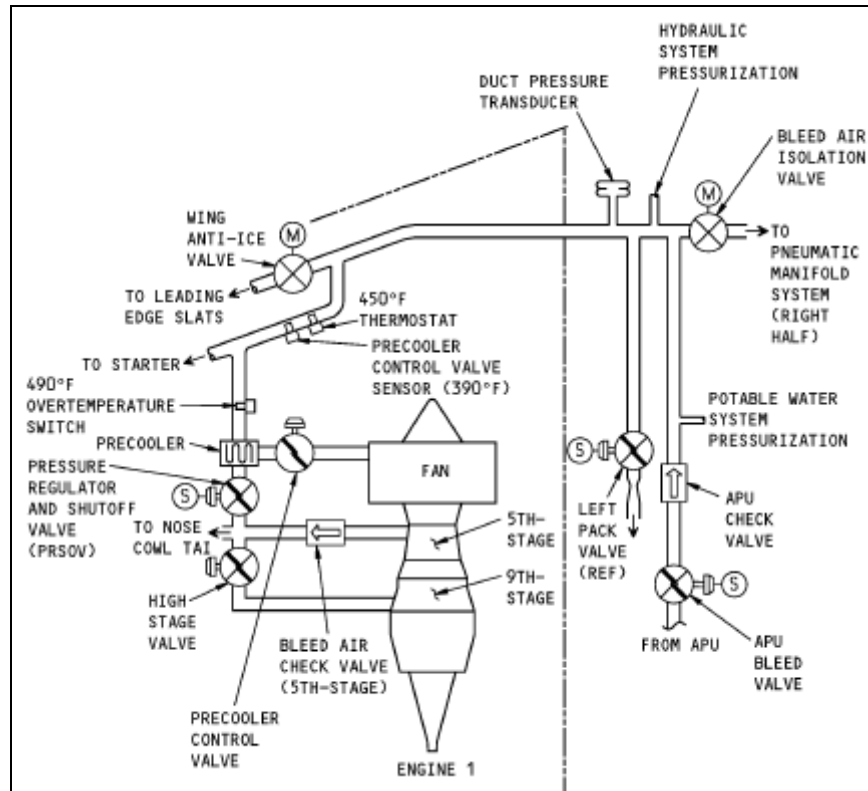 HYDRAULIC
SYSTEM
PRESSURIZATION
DUCT PRESSURE
TRANSDUCER
BLEED AIR
ISOLATION
VALVE
M
WING
ANTI-ICE
VALVE
M
TO
PNEUMATIC
MANIFOLD
SYSTEM
(RIGHT
HALF)
TO LEADING
EDGE SLATS
450°F
THERMOSTAT
TO STARTER
PRECOOLER
CONTROL VALVE
SENSOR (390°F)
490°F
OVERTEMPERATURE
SWITCH
POTABLE WATER
SYSTEM
PRESSURIZATION
PRECOOLER
FAN
S
PRESSURE
REGULATOR
AND SHUTOFF
VALVE
(PRSOV)
S
LEFT
PACK
VALVE
(REF)
APU
CHECK
VALVE
TO NOSE
COWL TAI
5TH-
STAGE
9TH-
STAGE
S
HIGH
STAGE
VALVE
BLEED AIR
CHECK VALVE
(5TH-STAGE)
FROM APU
APU
BLEED
VALVE
PRECOOLER
CONTROL
VALVE
ENGINE 1